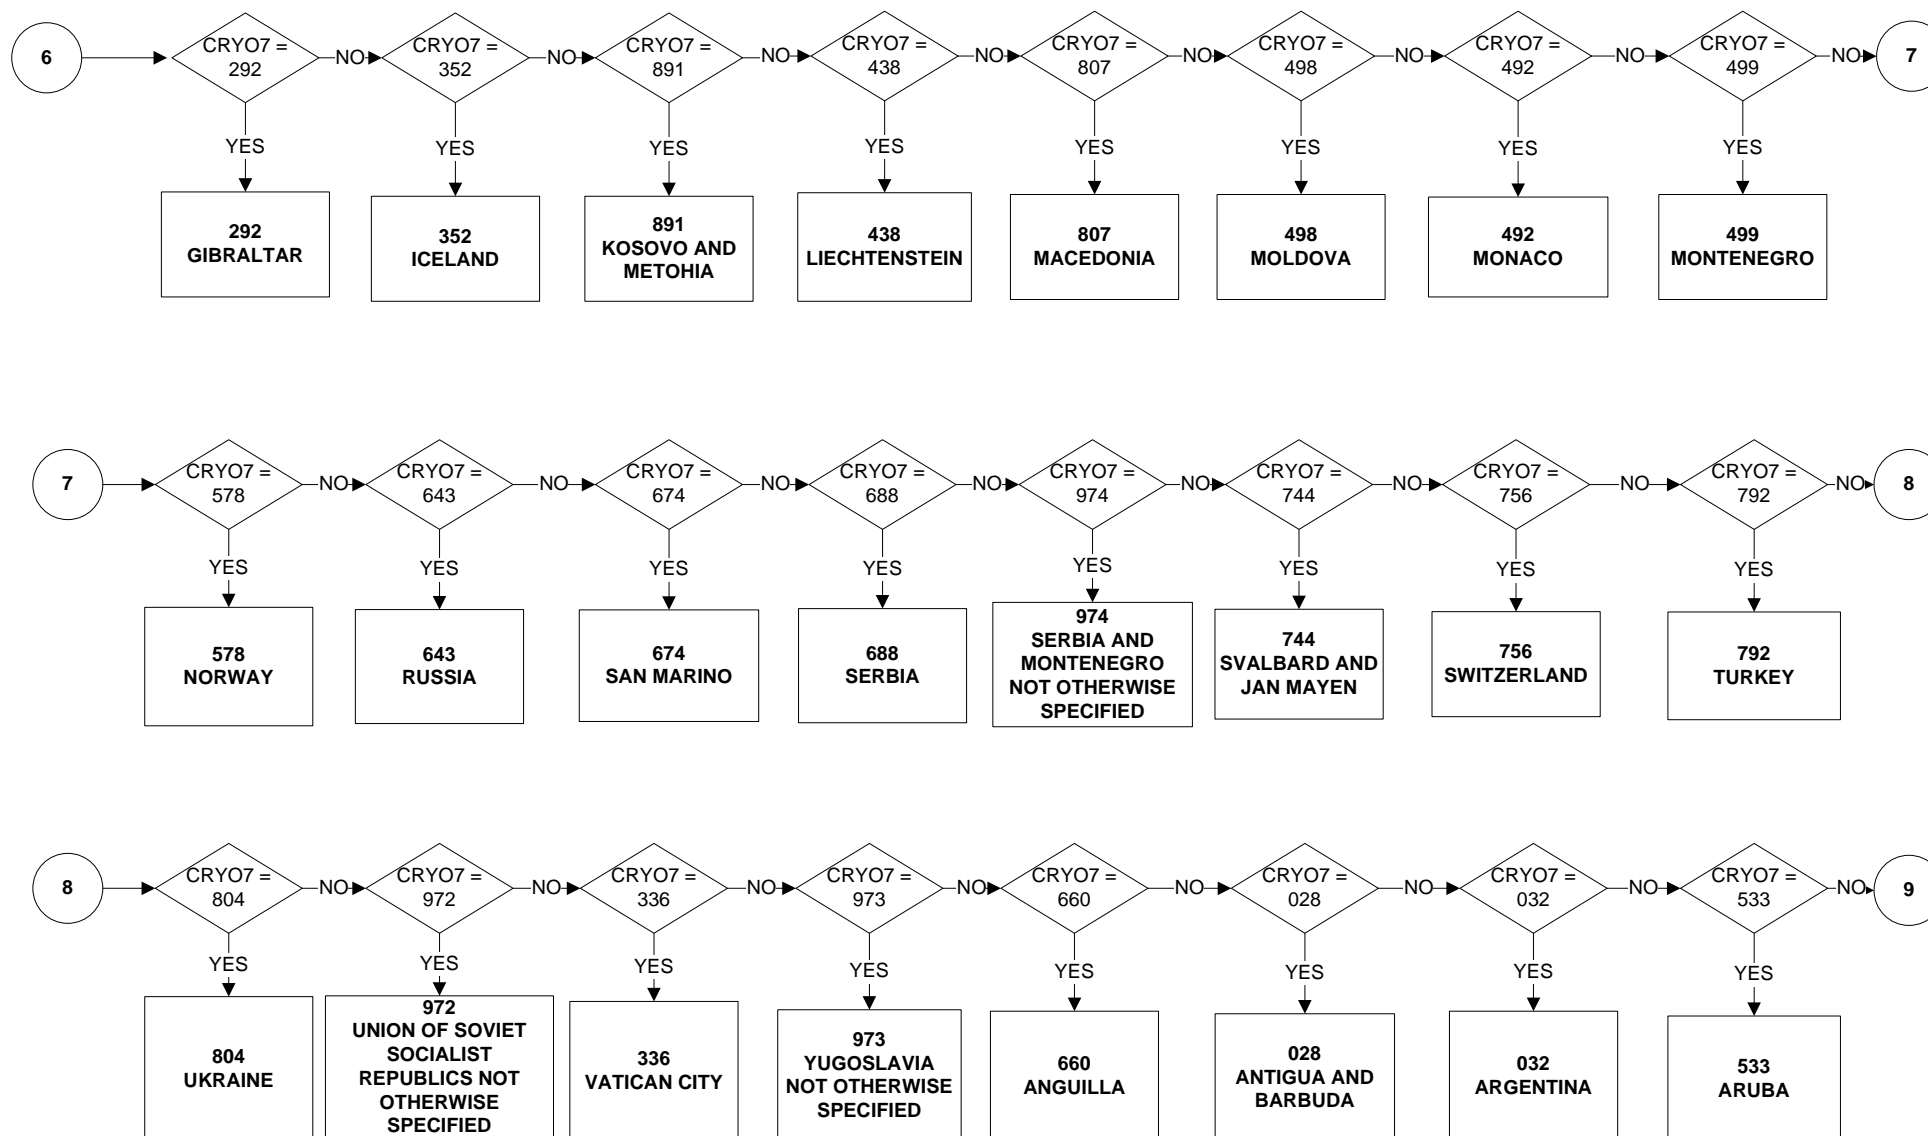 6
CRYO7 =
292
NO
CRYO7 =
352
NO
CRYO7 =
891
NO
CRYO7 =
438
NO
CRYO7 =
807
NO
CRYO7 =
498
NO
CRYO7 =
492
NO
CRYO7 =
499
NO
7
YES
YES
YES
YES
YES
YES
YES
YES
292
GIBRALTAR
352
ICELAND
891
KOSOVO AND
METOHIA
438
LIECHTENSTEIN
807
MACEDONIA
498
MOLDOVA
492
MONACO
499
MONTENEGRO
7
CRYO7 =
578
NO
CRYO7 =
643
NO
CRYO7 =
674
NO
CRYO7 =
688
NO
CRYO7 =
974
NO
CRYO7 =
744
NO
CRYO7 =
756
NO
CRYO7 =
792
NO
8
YES
YES
YES
YES
YES
YES
YES
YES
578
NORWAY
643
RUSSIA
674
SAN MARINO
688
SERBIA
974
SERBIA AND
MONTENEGRO
NOT OTHERWISE
SPECIFIED
744
SVALBARD AND
JAN MAYEN
756
SWITZERLAND
792
TURKEY
8
CRYO7 =
804
NO
CRYO7 =
972
NO
CRYO7 =
336
NO
CRYO7 =
973
NO
CRYO7 =
660
NO
CRYO7 =
028
NO
CRYO7 =
032
NO
CRYO7 =
533
NO
9
YES
YES
YES
YES
YES
YES
YES
YES
804
UKRAINE
972
UNION OF SOVIET
SOCIALIST
REPUBLICS NOT
OTHERWISE
SPECIFIED
336
VATICAN CITY
973
YUGOSLAVIA
NOT OTHERWISE
SPECIFIED
660
ANGUILLA
028
ANTIGUA AND
BARBUDA
032
ARGENTINA
533
ARUBA